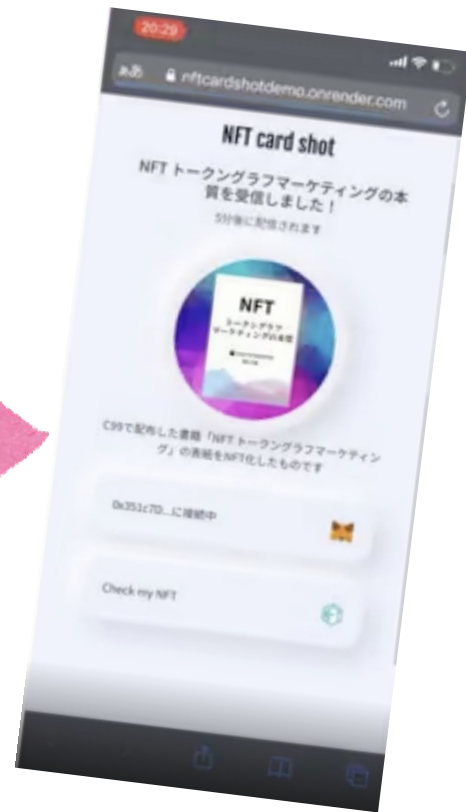 20:29
ぁあ nftcardshotdemo.onrender.com
NFT card shot
NFT トークングラフマーケティングの本
質を受信しました！
5分後に配信されます
NFT
トークングラフ
マーケティングの本質
C99で配布した書籍「NFT トークングラフマーケティン
グ」の表紙をNFT化したものです
0x351c7D...に接続中
Check my NFT